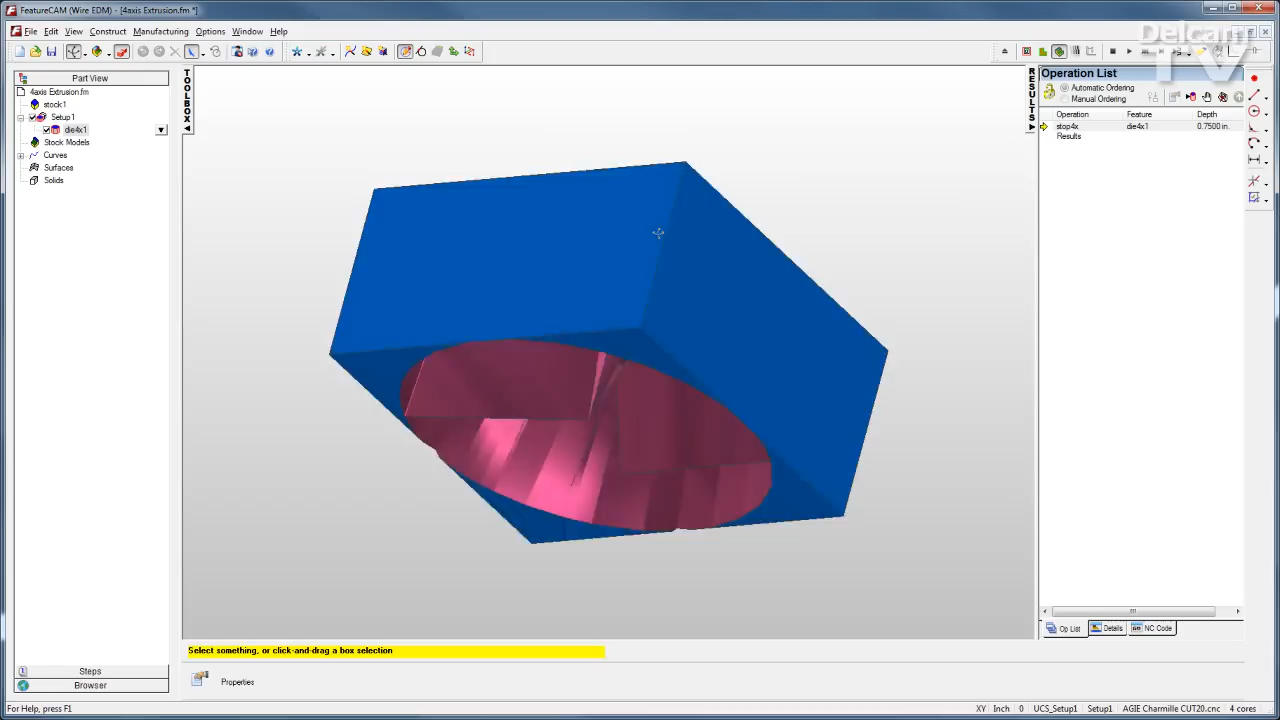 FeatureCAM (Wire EDM) - [4axis Extrusion.fm *]
File Edit View Construct Manufacturing Options Window Help
Delcam
TV
Part View
4axis Extrusion.fm
stock1
Setup1
die4x1
Stock Models
Curves
Surfaces
Solids
Steps
Browser
TOOLBOX
RESULTS
Operation List
Automatic Ordering
Manual Ordering
Operation Feature Depth
stop4x die4x1 0.7500 in.
Results
Op List Details NC Code
Select something, or click-and-drag a box selection
Properties
For Help, press F1
XY Inch 0 UCS_Setup1 Setup1 AGIE Charmille CUT20.cnc 4 cores